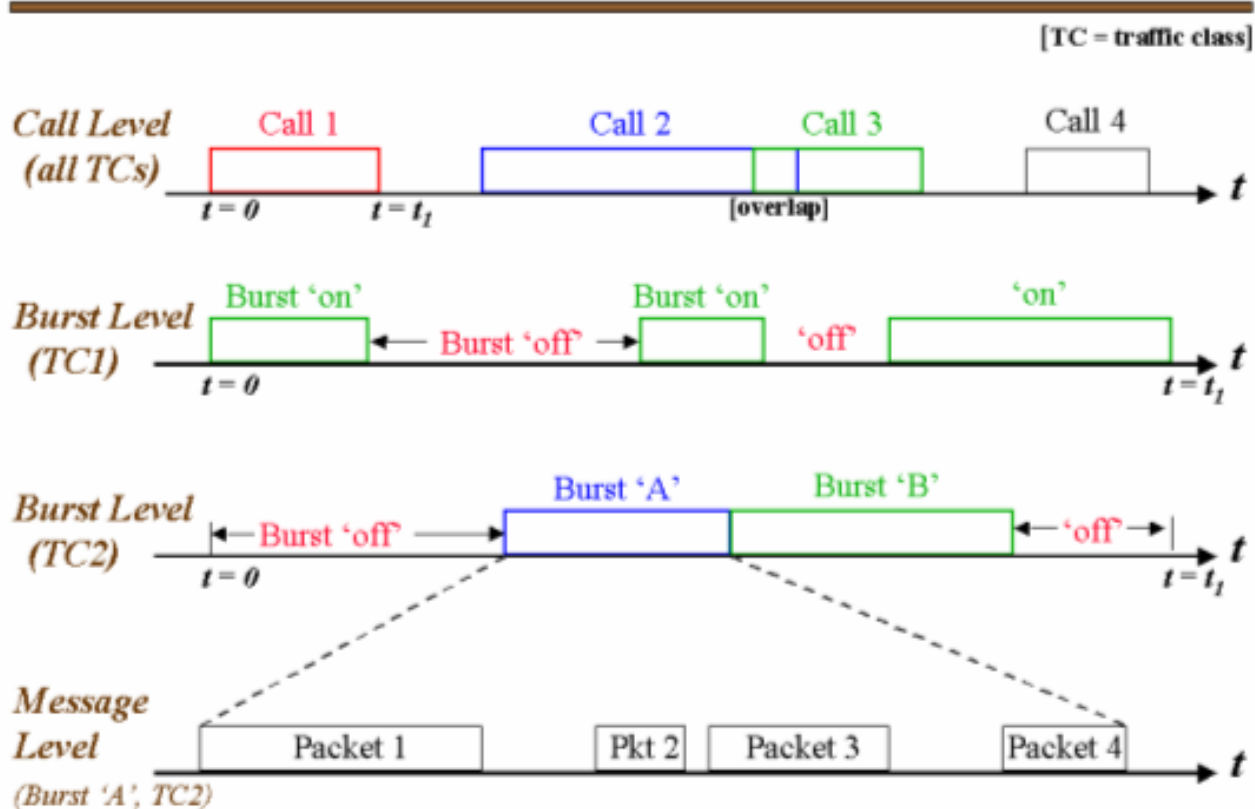 [TC = traffic class]
Call Level
(all TCs)
Call 1
Call 2
Call 3
Call 4
t = 0
t = t1
[overlap]
t
Burst Level
(TC1)
Burst ‘on’
Burst ‘off’
Burst ‘on’
‘off’
‘on’
t
t = 0
t = t1
Burst Level
(TC2)
Burst ‘off’
Burst ‘A’
Burst ‘B’
‘off’
t
t = 0
t = t1
Message
Level
(Burst ‘A’, TC2)
Packet 1
Pkt 2
Packet 3
Packet 4
t